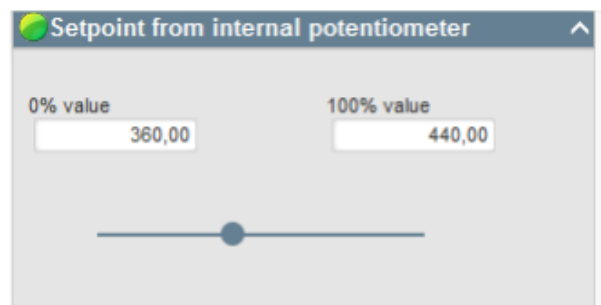 Setpoint from internal potentiometer
0% value 100% value
360,00 440,00